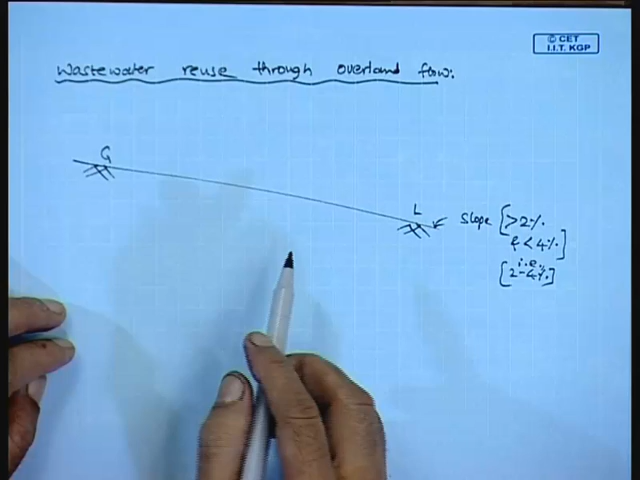 © CET
I.I.T. KGP
Wastewater reuse through overland flow.
G
L
Slope [>2%
& <4%]
i.e.,
[2-4%]